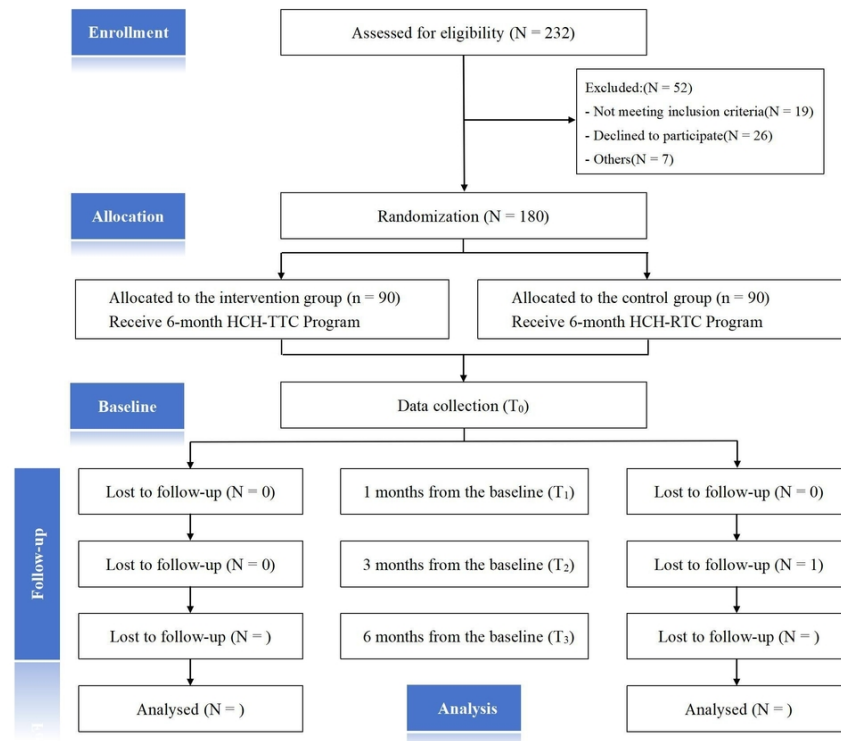 Enrollment
Assessed for eligibility (N = 232)
Excluded:(N = 52)
- Not meeting inclusion criteria(N = 19)
- Declined to participate(N = 26)
- Others(N = 7)
Allocation
Randomization (N = 180)
Allocated to the intervention group (n = 90)
Receive 6-month HCH-TTC Program
Allocated to the control group (n = 90)
Receive 6-month HCH-RTC Program
Baseline
Data collection (T₀)
Follow-up
Lost to follow-up (N = 0)
1 months from the baseline (T₁)
Lost to follow-up (N = 0)
Lost to follow-up (N = 0)
3 months from the baseline (T₂)
Lost to follow-up (N = 1)
Lost to follow-up (N = )
6 months from the baseline (T₃)
Lost to follow-up (N = )
Analysed (N = )
Analysis
Analysed (N = )